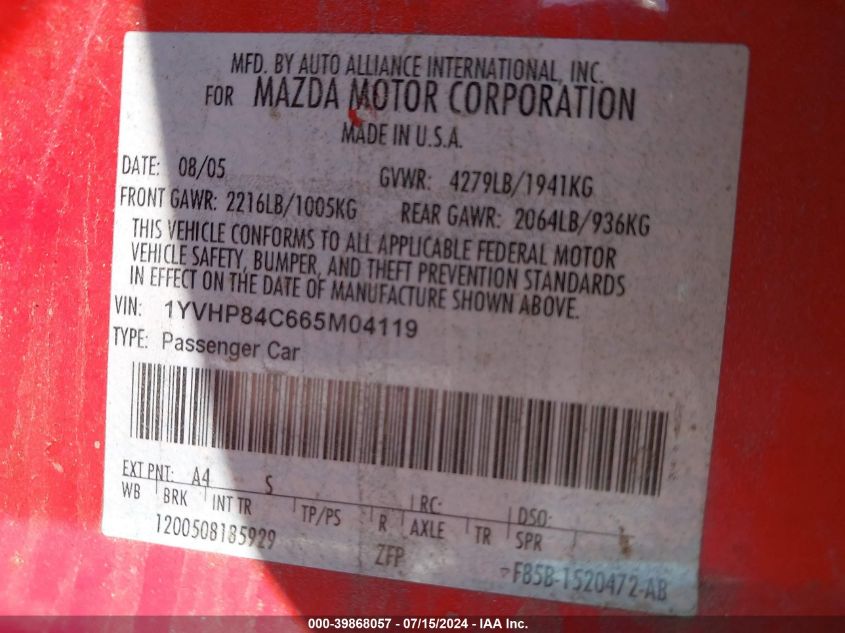 MFD. BY AUTO ALLIANCE INTERNATIONAL, INC.
FOR MAZDA MOTOR CORPORATION
MADE IN U.S.A.
DATE: 08/05 GVWR: 4279LB/1941KG
FRONT GAWR: 2216LB/1005KG REAR GAWR: 2064LB/936KG
THIS VEHICLE CONFORMS TO ALL APPLICABLE FEDERAL MOTOR
VEHICLE SAFETY, BUMPER, AND THEFT PREVENTION STANDARDS
IN EFFECT ON THE DATE OF MANUFACTURE SHOWN ABOVE.
VIN: 1YVHP84C665M04119
TYPE: Passenger Car
EXT PNT: A4 S RC: DSO:
WB BRK INT TR TP/PS R AXLE TR SPR
1200508185929 ZFP F85B-1520472-AB
000-39868057 - 07/15/2024 - IAA Inc.